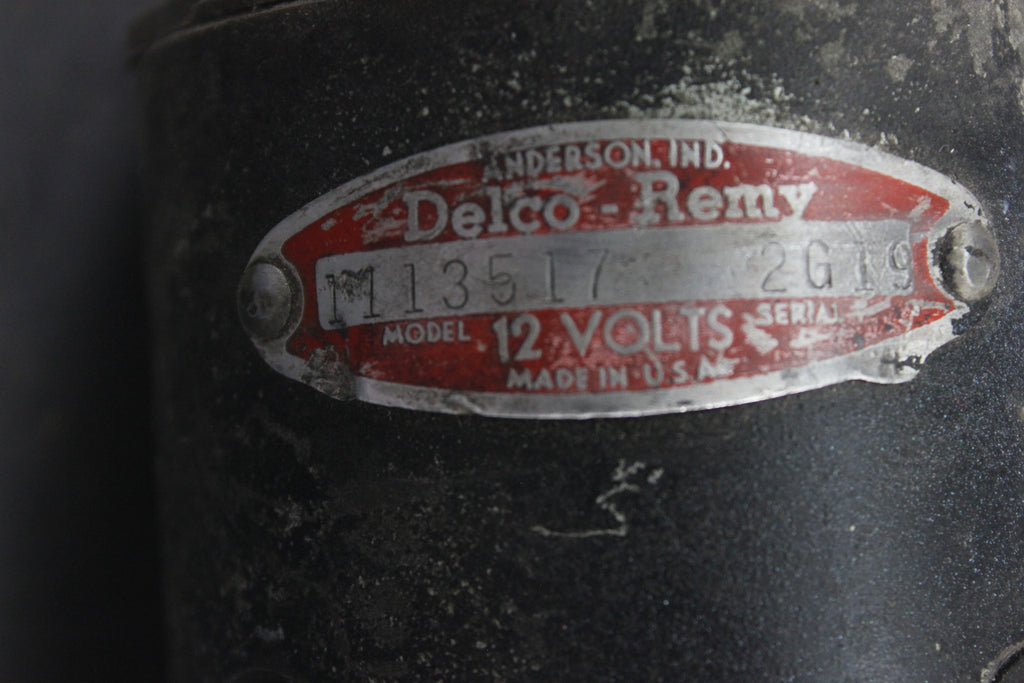 ANDERSON, IND.
Delco-Remy
1113517 2G19
MODEL SERIAL
12 VOLTS
MADE IN U.S.A.